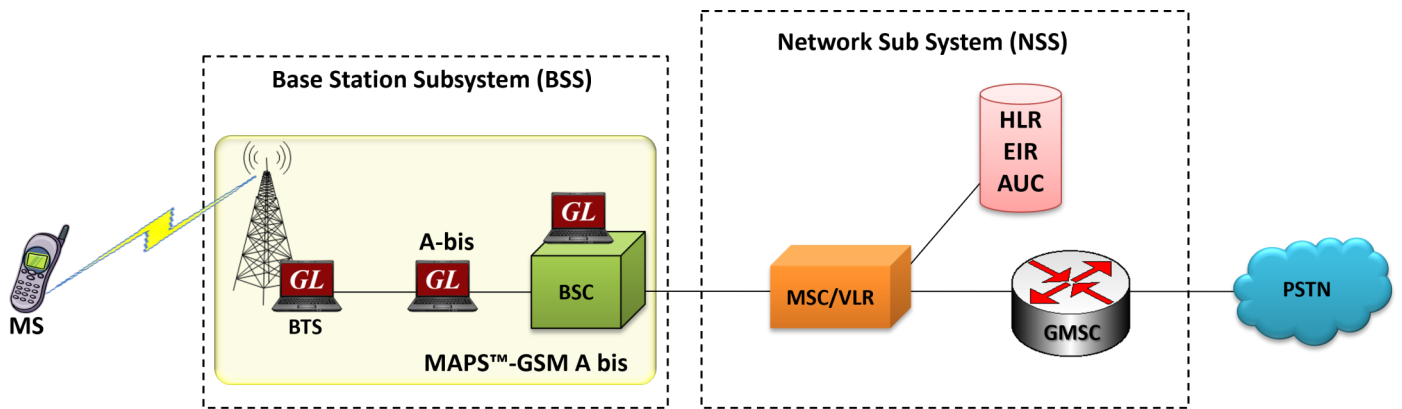 Network Sub System (NSS)
Base Station Subsystem (BSS)
HLR
EIR
AUC
GL
A-bis
GL
GL
BSC
MSC/VLR
PSTN
MS
BTS
GMSC
MAPS™-GSM A bis